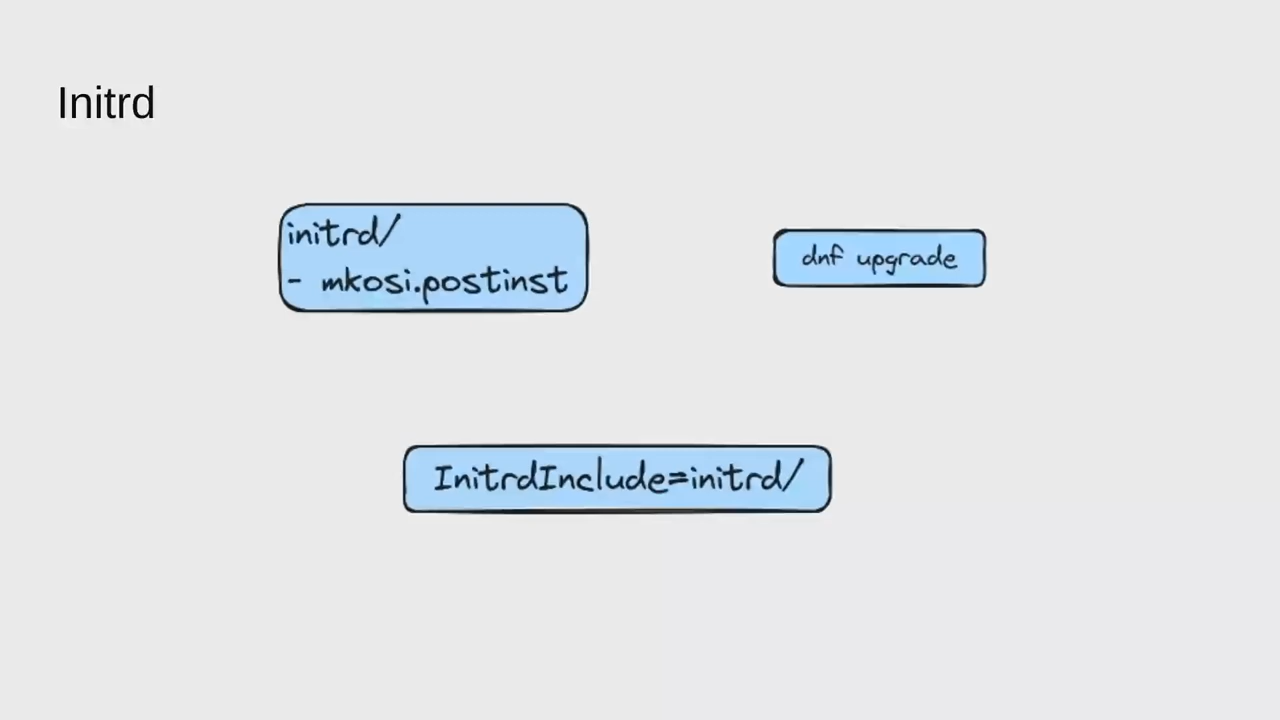 Initrd
initrd/
- mkosi.postinst
dnf upgrade
InitrdInclude=initrd/